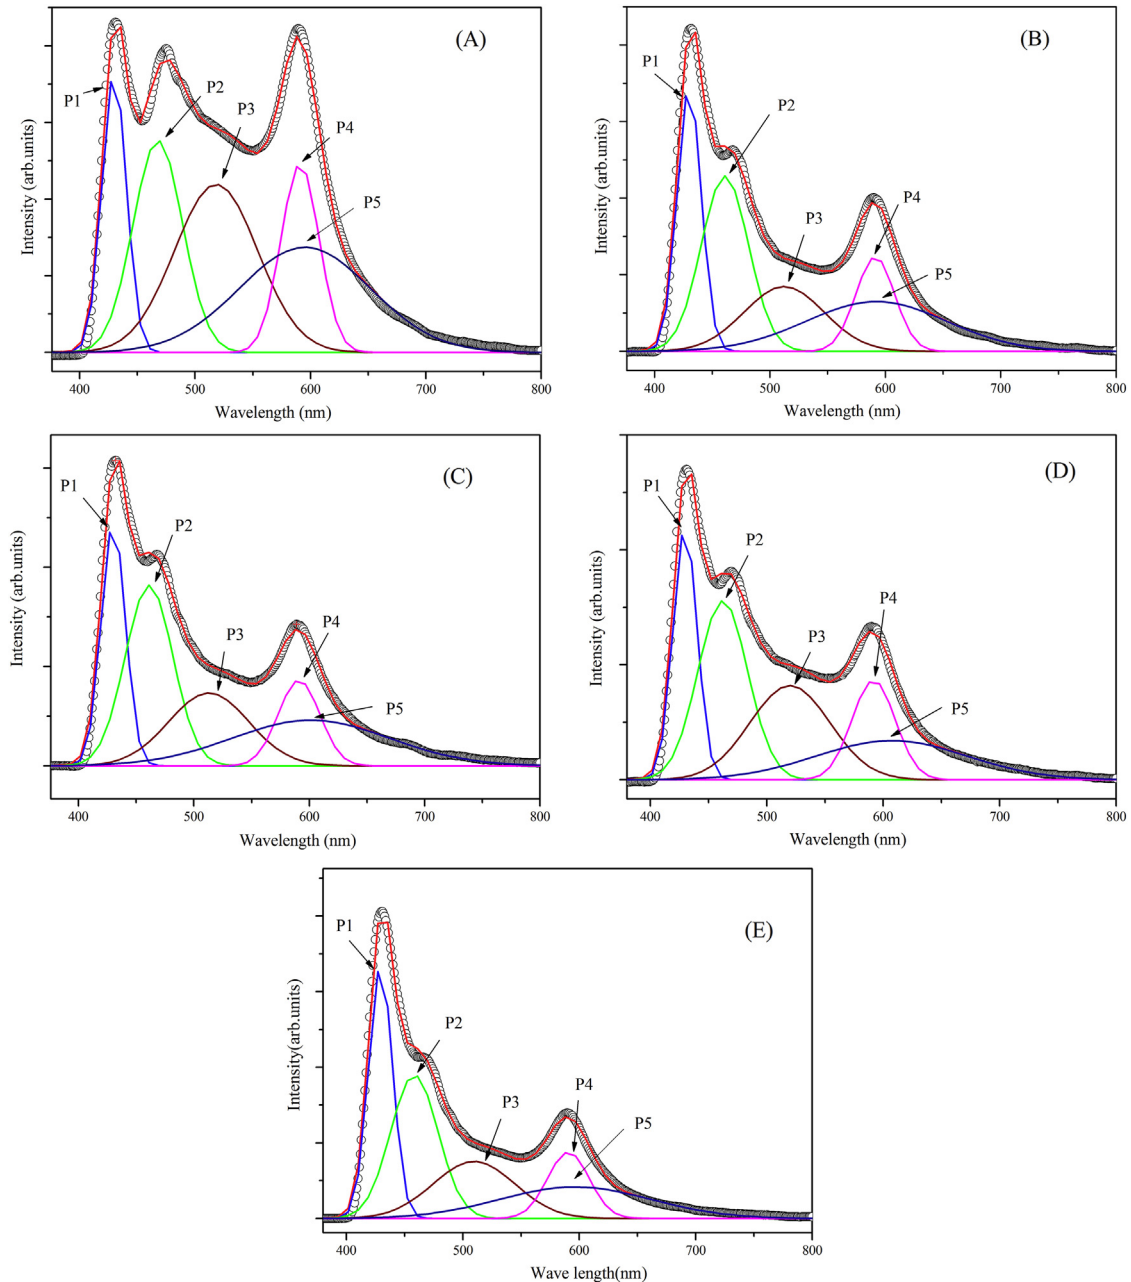 (A)
P1
P2
P3
P4
P5
Intensity (arb.units)
400 500 600 700 800
Wavelength (nm)
(B)
P1
P2
P3
P4
P5
Intensity (arb.units)
400 500 600 700 800
Wavelength (nm)
(C)
P1
P2
P3
P4
P5
Intensity (arb.units)
400 500 600 700 800
Wavelength (nm)
(D)
P1
P2
P3
P4
P5
Intensity (arb.units)
400 500 600 700 800
Wavelength (nm)
(E)
P1
P2
P3
P4
P5
Intensity(arb.units)
400 500 600 700 800
Wave length(nm)